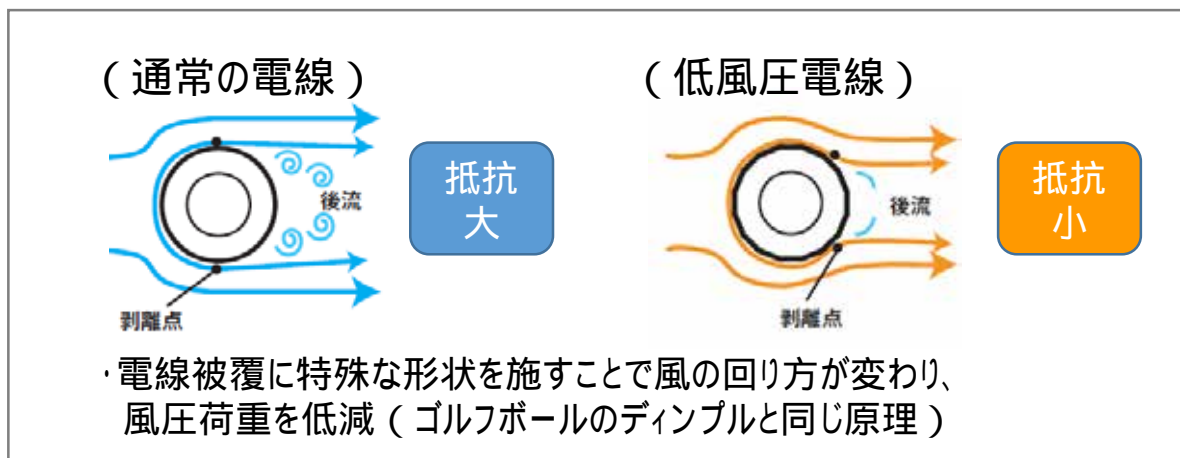 (通常の電線)
(低風圧電線)
抵抗
大
後流
剥離点
抵抗
小
後流
剥離点
・電線被覆に特殊な形状を施すことで風の回り方が変わり、
風圧荷重を低減(ゴルフボールのディンプルと同じ原理)